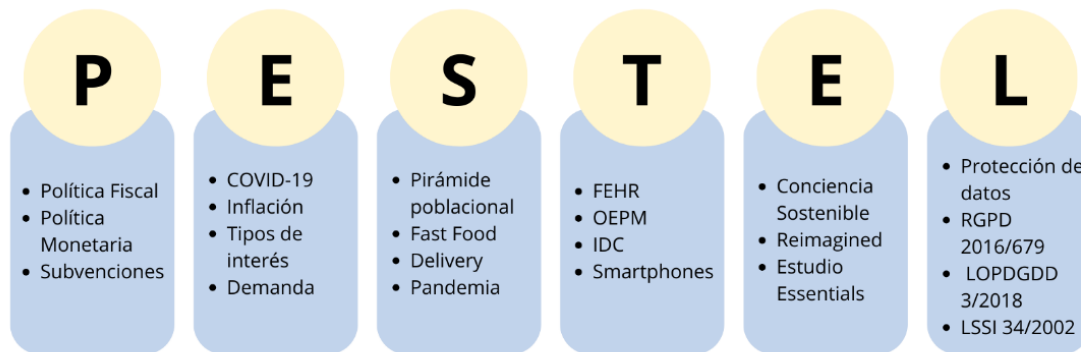 P
• Política Fiscal
• Política
Monetaria
• Subvenciones
E
• COVID-19
• Inflación
• Tipos de
interés
• Demanda
S
• Pirámide
poblacional
• Fast Food
• Delivery
• Pandemia
T
• FEHR
• OEPM
• IDC
• Smartphones
E
• Conciencia
Sostenible
• Reimagined
• Estudio
Essentials
L
• Protección de
datos
• RGPD
2016/679
• LOPDGDD
3/2018
• LSSI 34/2002